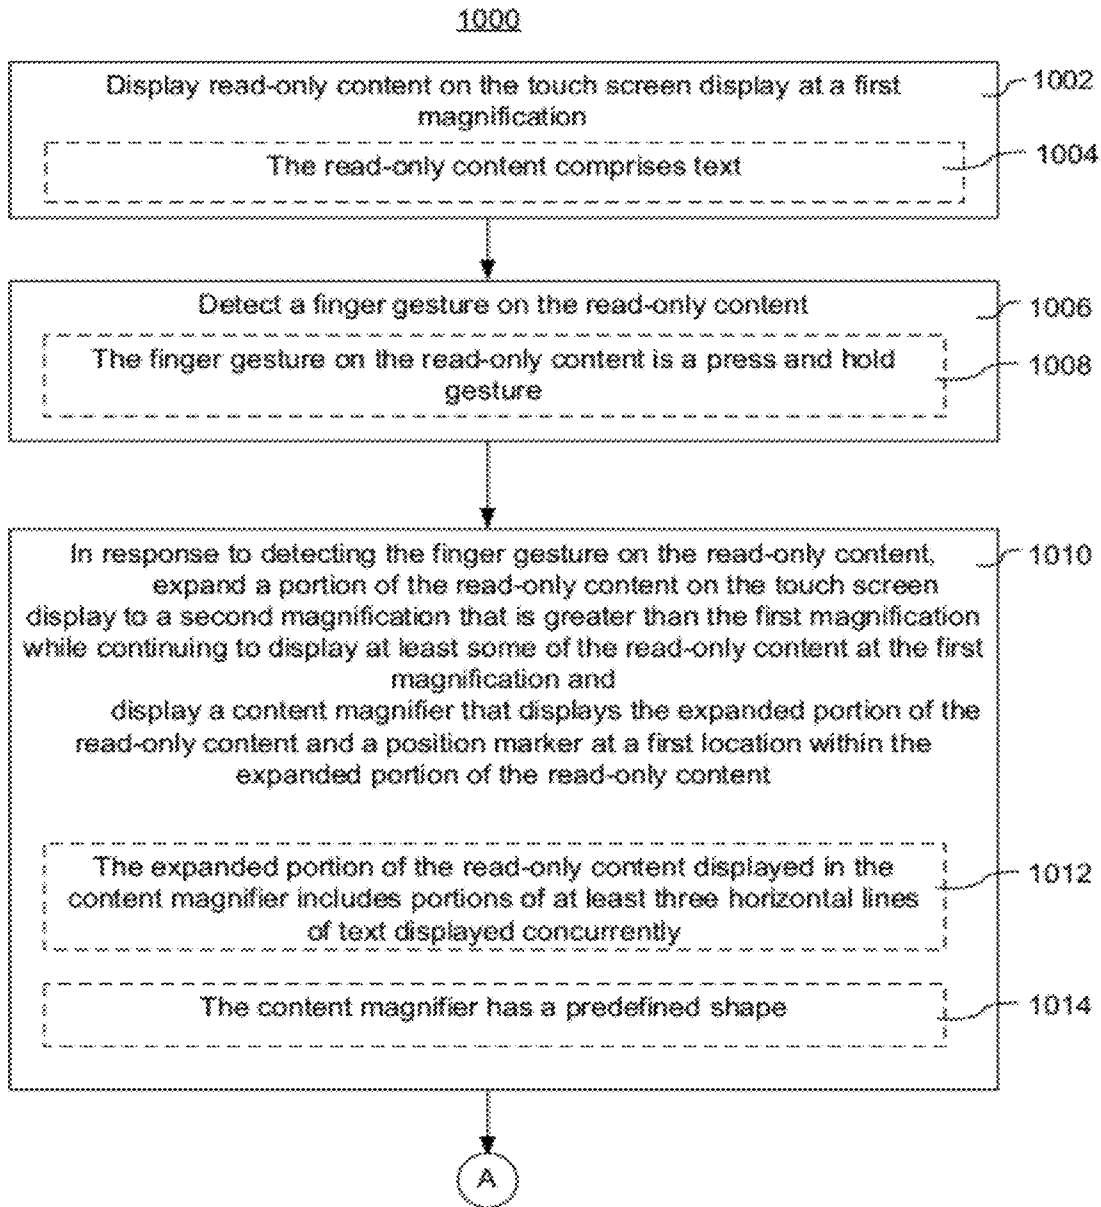 1000
Display read-only content on the touch screen display at a first
magnification
1002
The read-only content comprises text
1004
Detect a finger gesture on the read-only content
1006
The finger gesture on the read-only content is a press and hold
gesture
1008
In response to detecting the finger gesture on the read-only content,
expand a portion of the read-only content on the touch screen
display to a second magnification that is greater than the first magnification
while continuing to display at least some of the read-only content at the first
magnification and
display a content magnifier that displays the expanded portion of the
read-only content and a position marker at a first location within the
expanded portion of the read-only content
1010
The expanded portion of the read-only content displayed in the
content magnifier includes portions of at least three horizontal lines
of text displayed concurrently
1012
The content magnifier has a predefined shape
1014
A